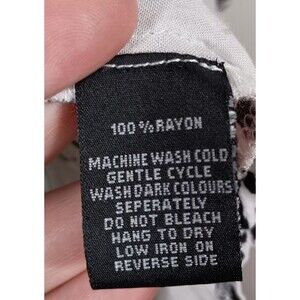 100% RAYON
MACHINE WASH COLD
GENTLE CYCLE
WASH DARK COLOURS
SEPERATELY
DO NOT BLEACH
HANG TO DRY
LOW IRON ON
REVERSE SIDE